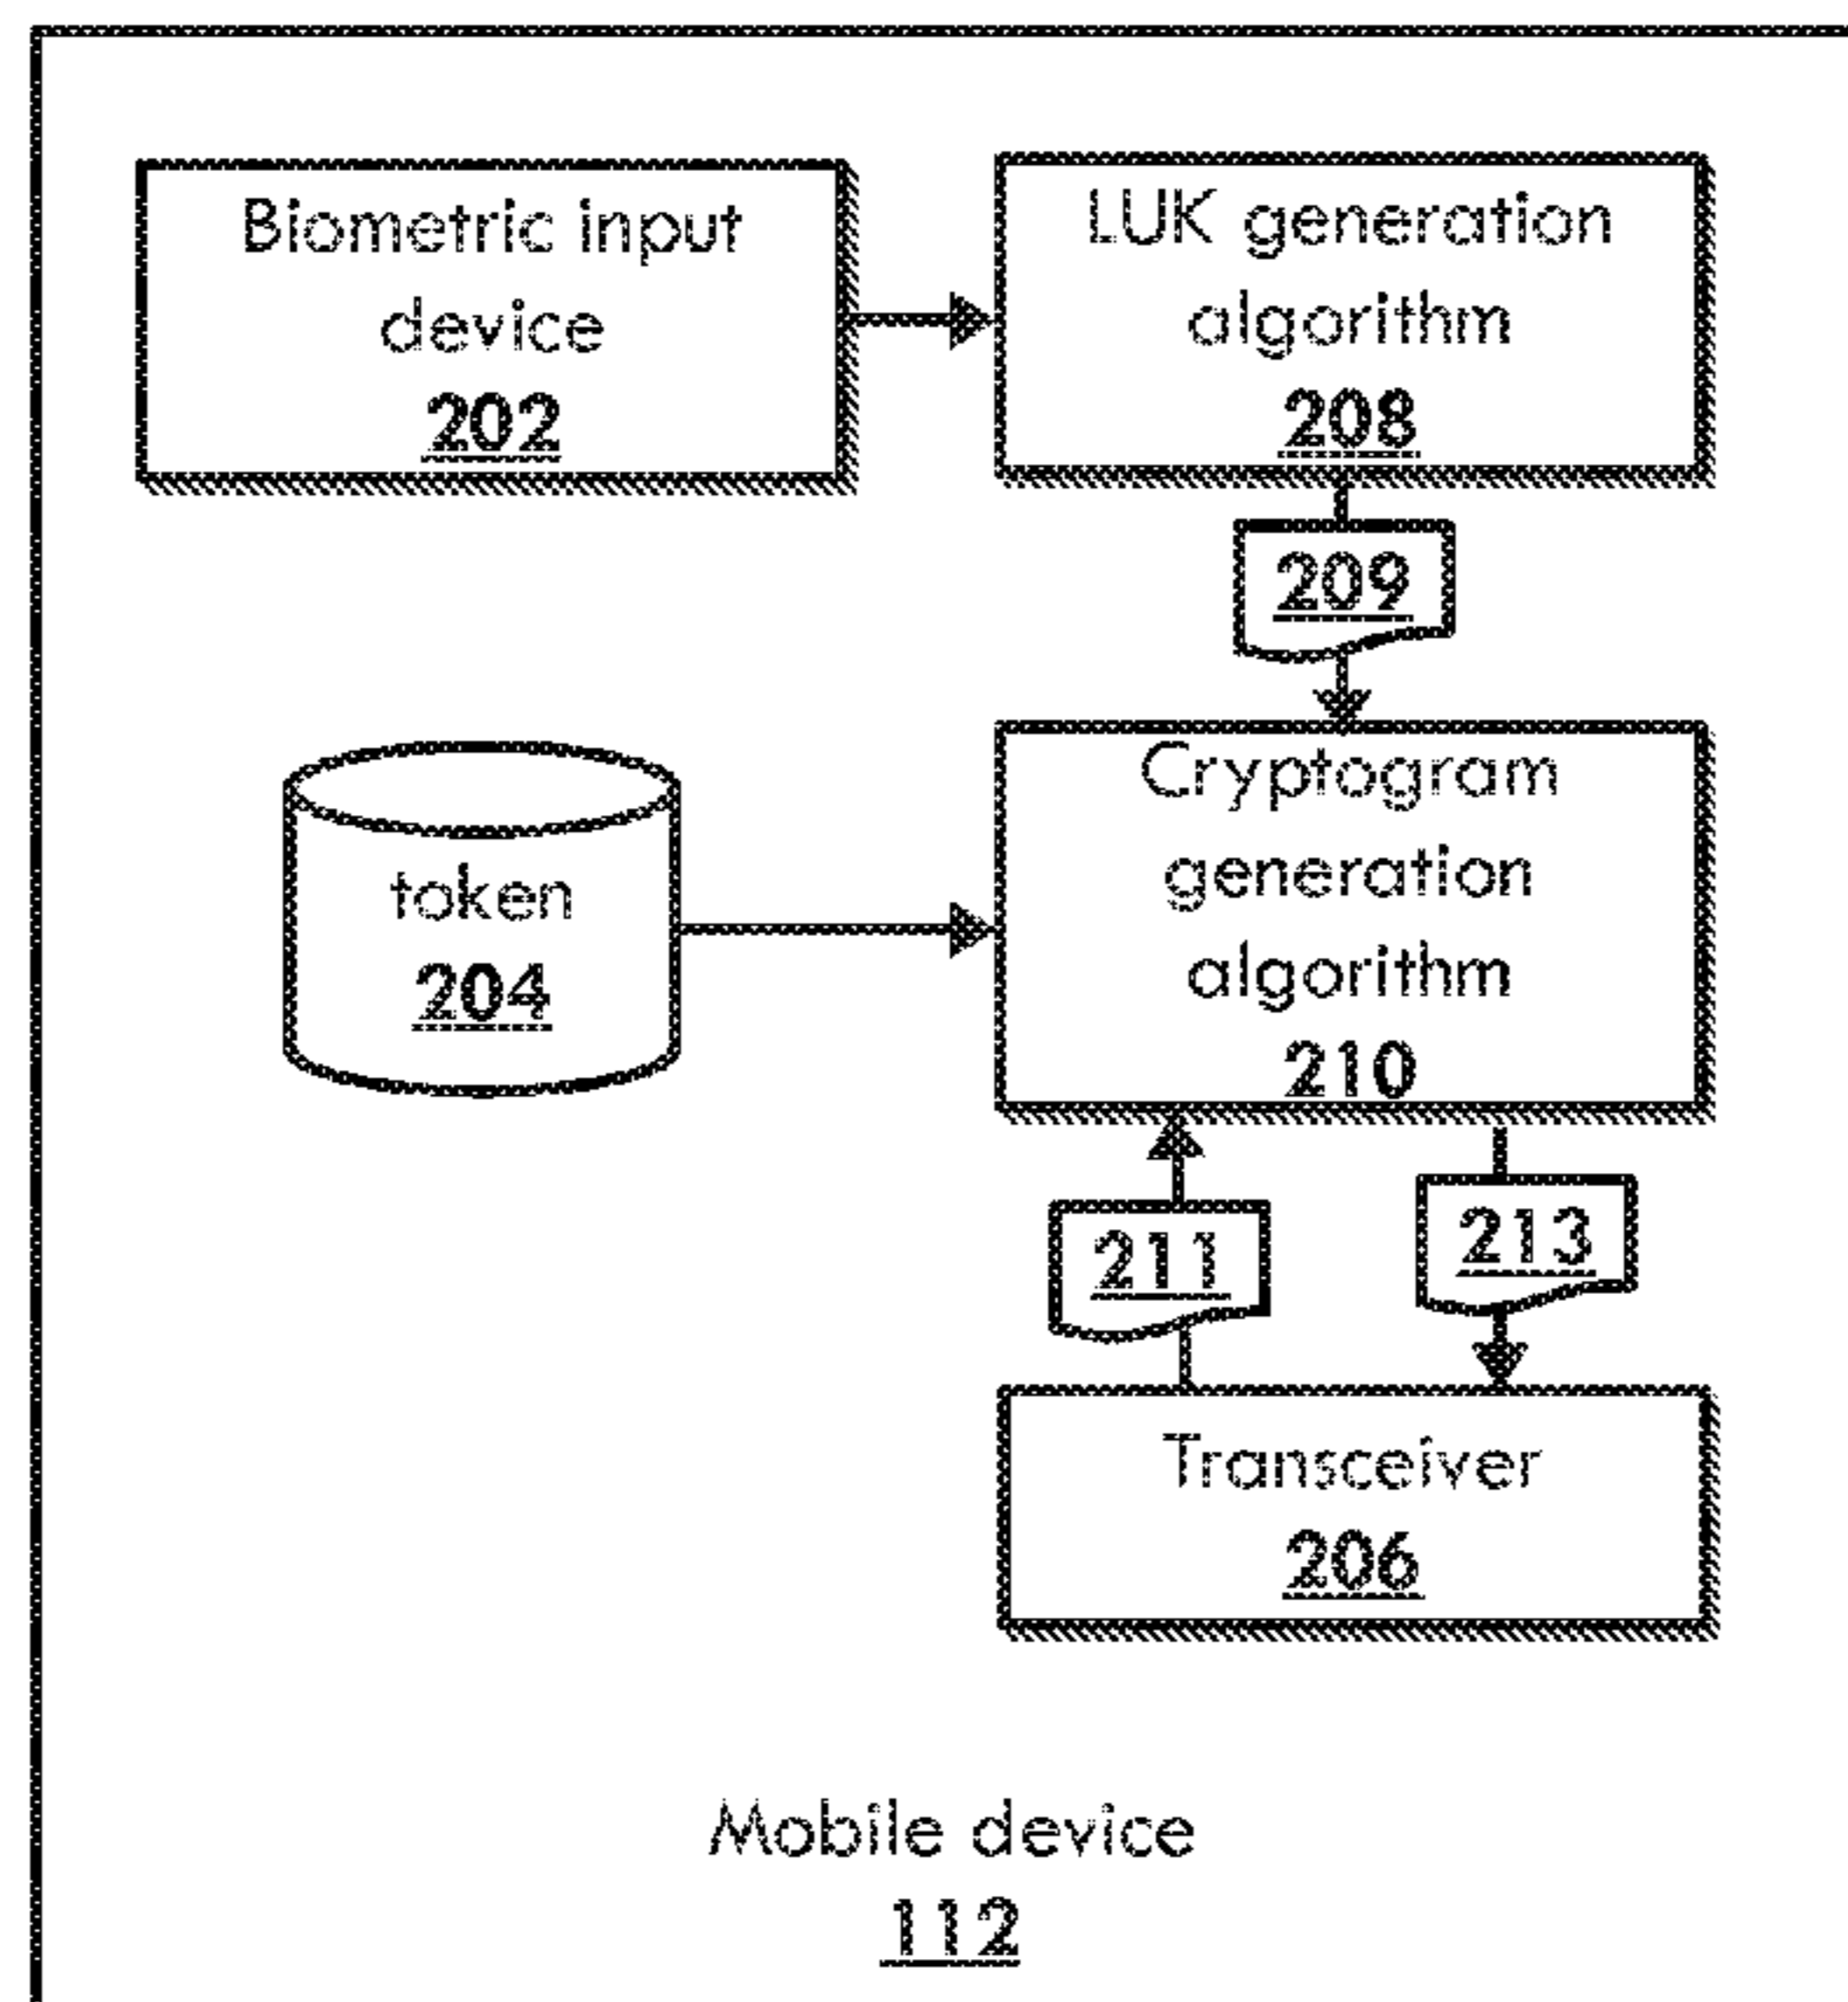 Biometric input
device
202
LUK generation
algorithm
208
209
token
204
Cryptogram
generation
algorithm
210
211
213
Transceiver
206
Mobile device
112